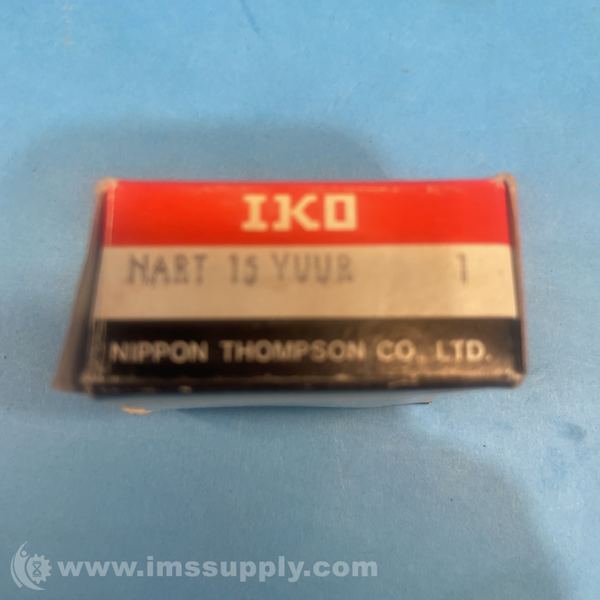 IKO
NART 15 YUUR 1
NIPPON THOMPSON CO. LTD.
www.imssupply.com